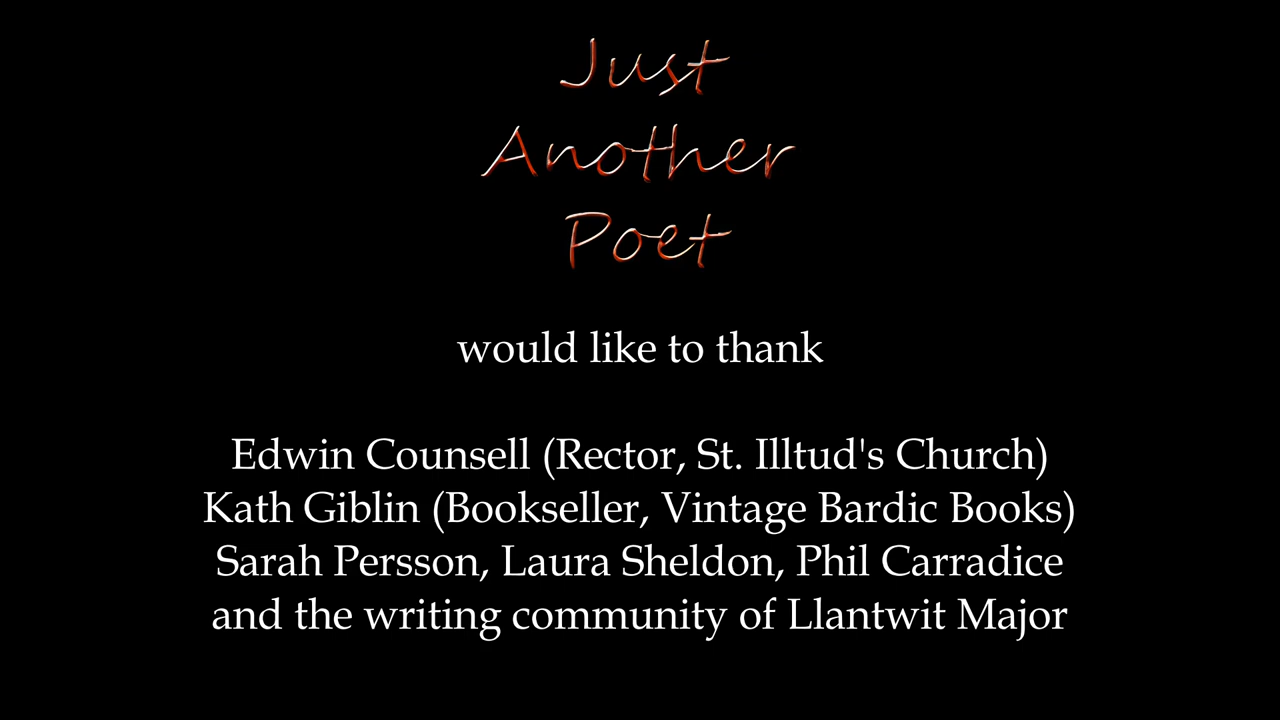 Just
Another
Poet
would like to thank
Edwin Counsell (Rector, St. Illtud's Church)
Kath Giblin (Bookseller, Vintage Bardic Books)
Sarah Persson, Laura Sheldon, Phil Carradice
and the writing community of Llantwit Major